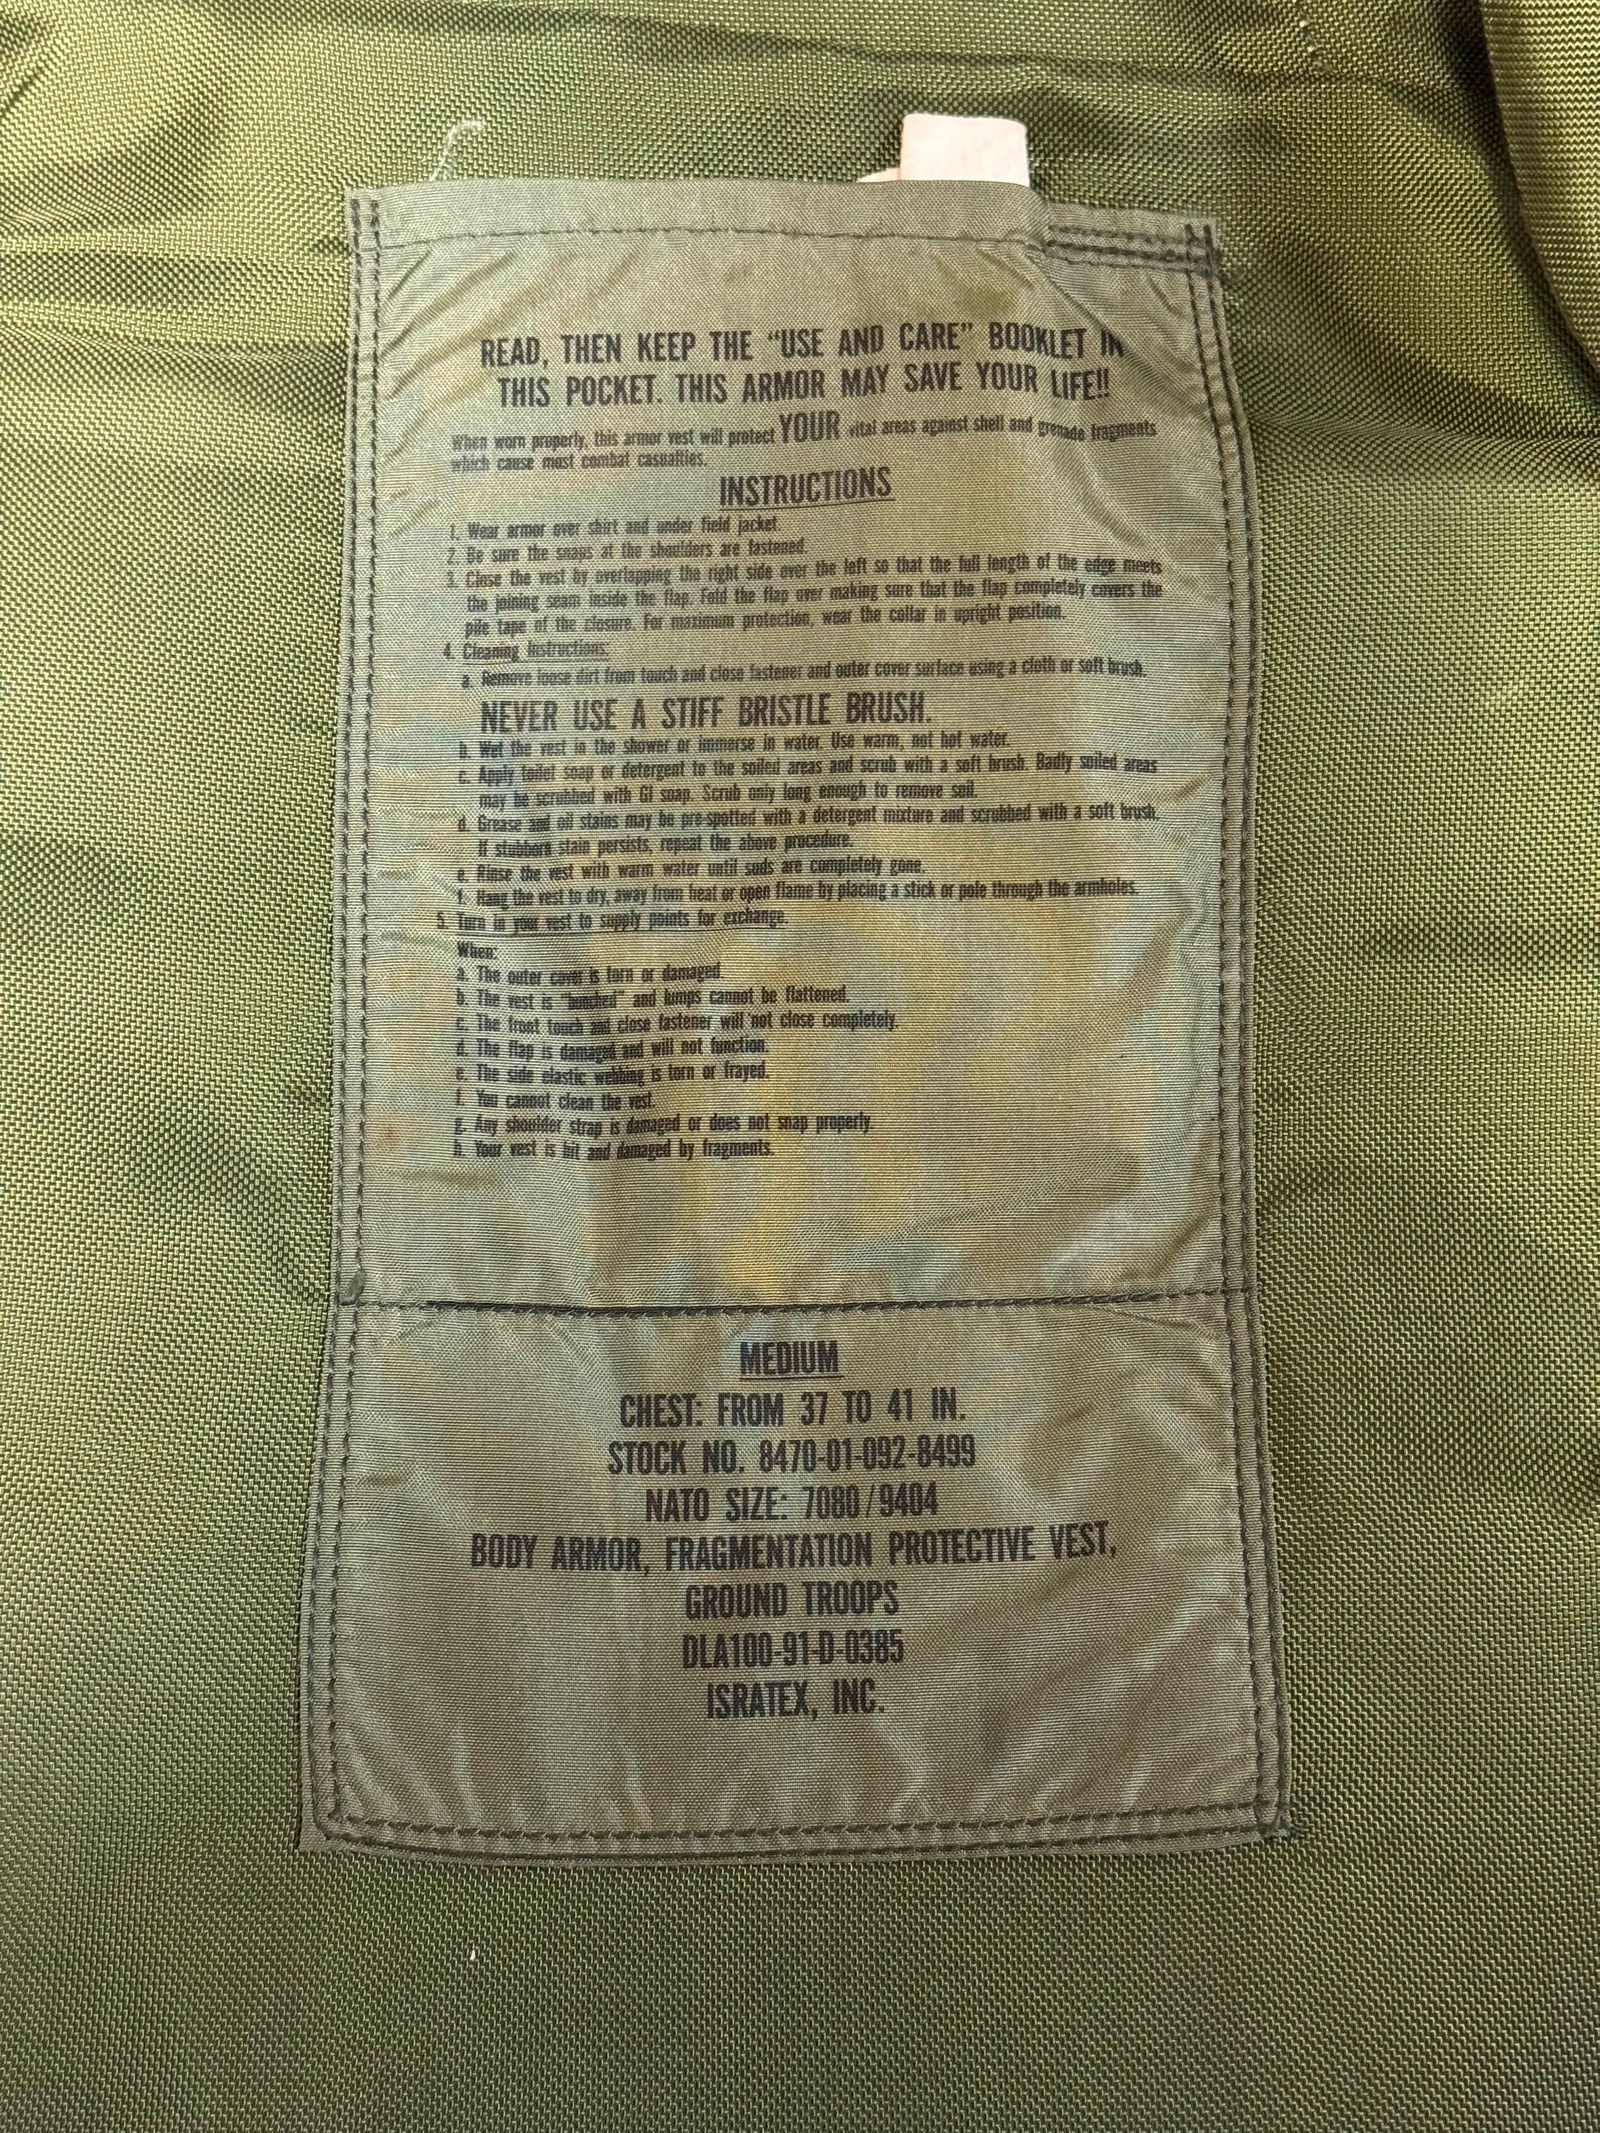 READ, THEN KEEP THE “USE AND CARE” BOOKLET IN
THIS POCKET. THIS ARMOR MAY SAVE YOUR LIFE!!
When worn properly, this armor vest will protect YOUR vital areas against shell and grenade fragments
which cause most combat casualties.
INSTRUCTIONS
1. Wear armor over shirt and under field jacket.
2. Be sure the snaps at the shoulders are fastened.
3. Close the vest by overlapping the right side over the left so that the full length of the edge meets
the joining seam inside the flap. Fold the flap over making sure that the flap completely covers the
pile tape of the closure. For maximum protection, wear the collar in upright position.
4. Cleaning Instructions:
a. Remove loose dirt from touch and close fastener and outer cover surface using a cloth or soft brush.
NEVER USE A STIFF BRISTLE BRUSH.
b. Wet the vest in the shower or immerse in water. Use warm, not hot water.
c. Apply toilet soap or detergent to the soiled areas and scrub with a soft brush. Badly soiled areas
may be scrubbed with GI soap. Scrub only long enough to remove soil.
d. Grease and oil stains may be pre-spotted with a detergent mixture and scrubbed with a soft brush.
If stubborn stain persists, repeat the above procedure.
e. Rinse the vest with warm water until suds are completely gone.
f. Hang the vest to dry, away from heat or open flame by placing a stick or pole through the armholes.
5. Turn in your vest to supply points for exchange.
When:
a. The outer cover is torn or damaged.
b. The vest is “bunched” and lumps cannot be flattened.
c. The front touch and close fastener will not close completely.
d. The flap is damaged and will not function.
e. The side elastic webbing is torn or frayed.
f. You cannot clean the vest.
g. Any shoulder strap is damaged or does not snap properly.
h. Your vest is hit and damaged by fragments.
MEDIUM
CHEST: FROM 37 TO 41 IN.
STOCK NO. 8470-01-092-8499
NATO SIZE: 7080/9404
BODY ARMOR, FRAGMENTATION PROTECTIVE VEST,
GROUND TROOPS
DLA100-91-D-0385
ISRATEX, INC.